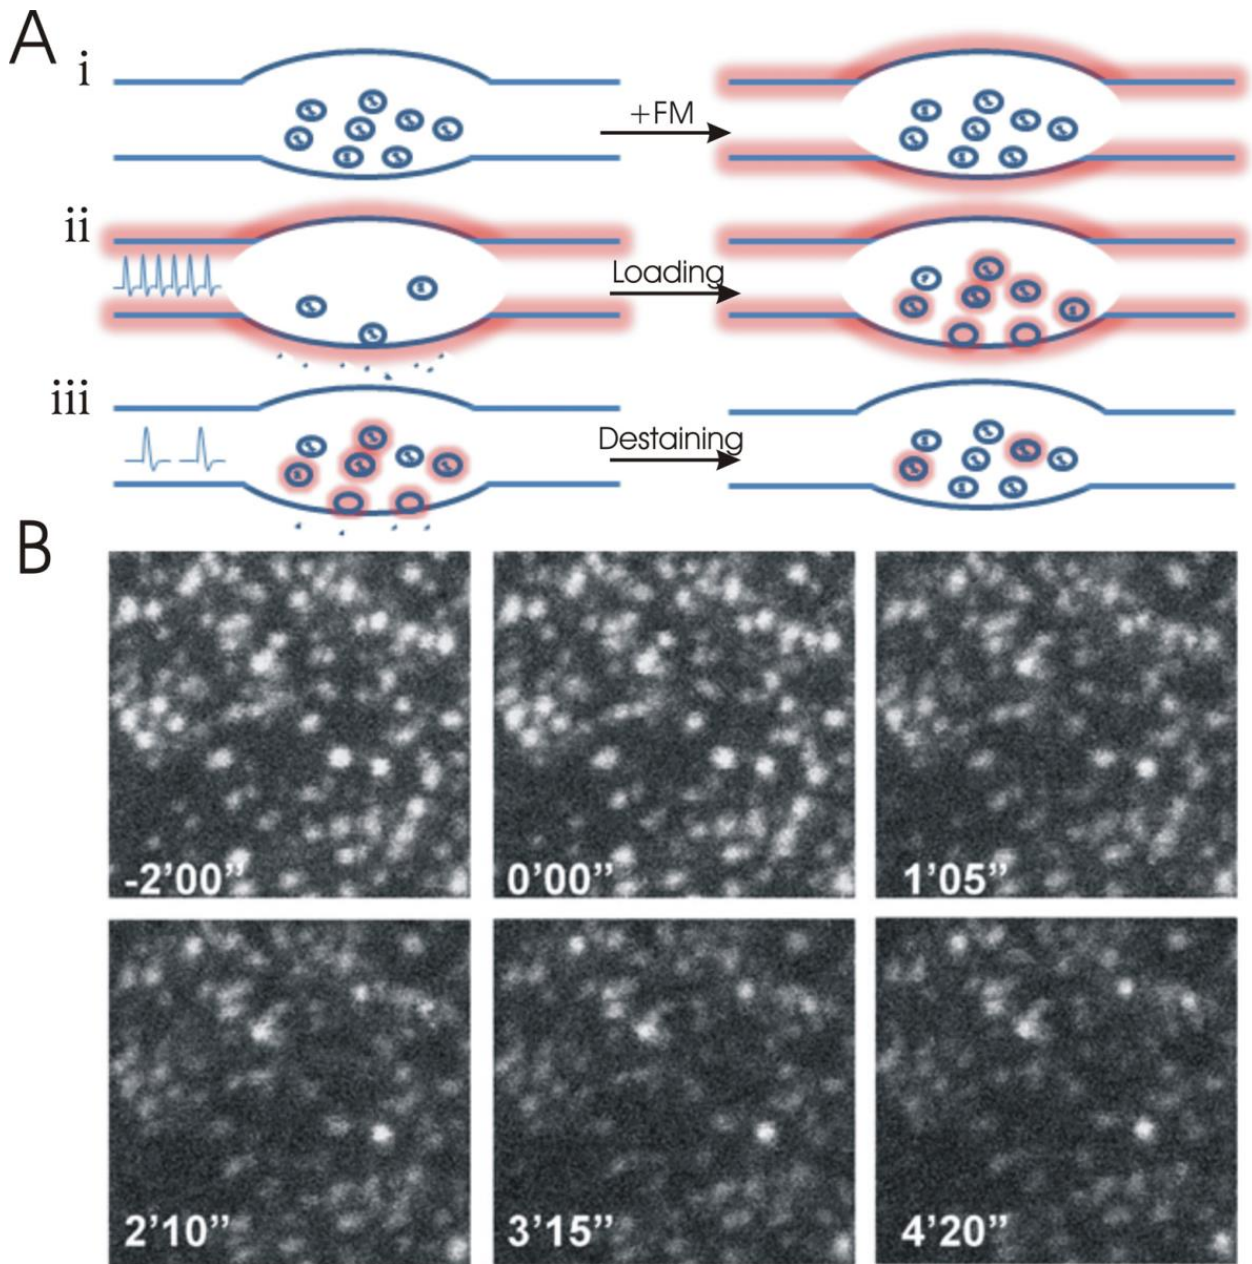 A
i
+FM
ii
Loading
iii
Destaining
B
-2’00”
0’00”
1’05”
2’10”
3’15”
4’20”